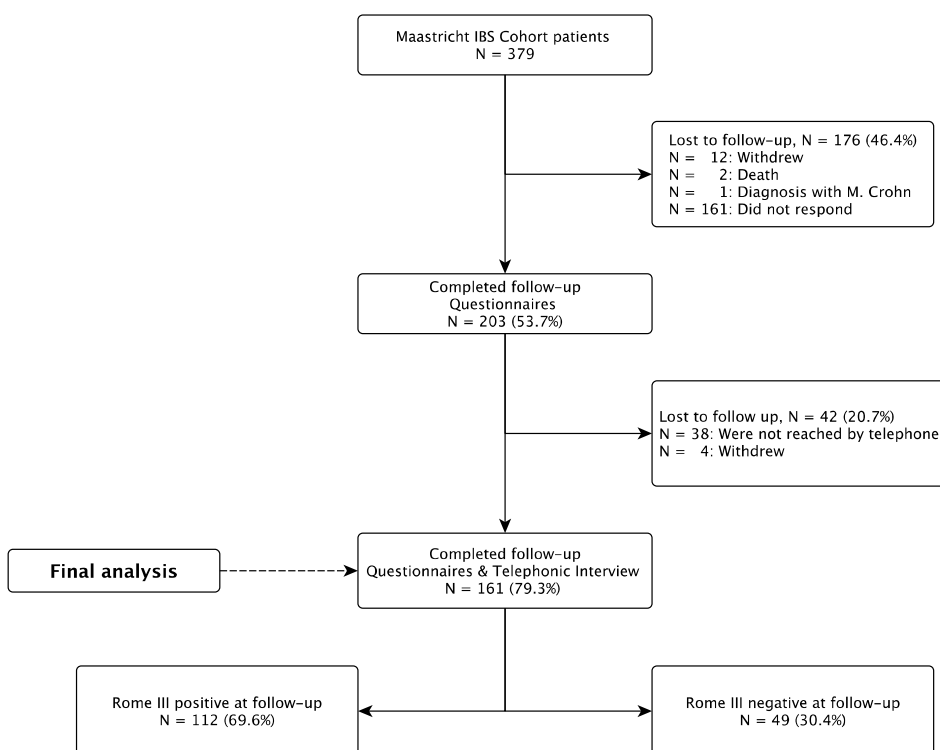 Maastricht IBS Cohort patients
N = 379
Lost to follow-up, N = 176 (46.4%)
N = 12: Withdrew
N = 2: Death
N = 1: Diagnosis with M. Crohn
N = 161: Did not respond
Completed follow-up
Questionnaires
N = 203 (53.7%)
Lost to follow up, N = 42 (20.7%)
N = 38: Were not reached by telephone
N = 4: Withdrew
Final analysis
Completed follow-up
Questionnaires & Telephonic Interview
N = 161 (79.3%)
Rome III positive at follow-up
N = 112 (69.6%)
Rome III negative at follow-up
N = 49 (30.4%)